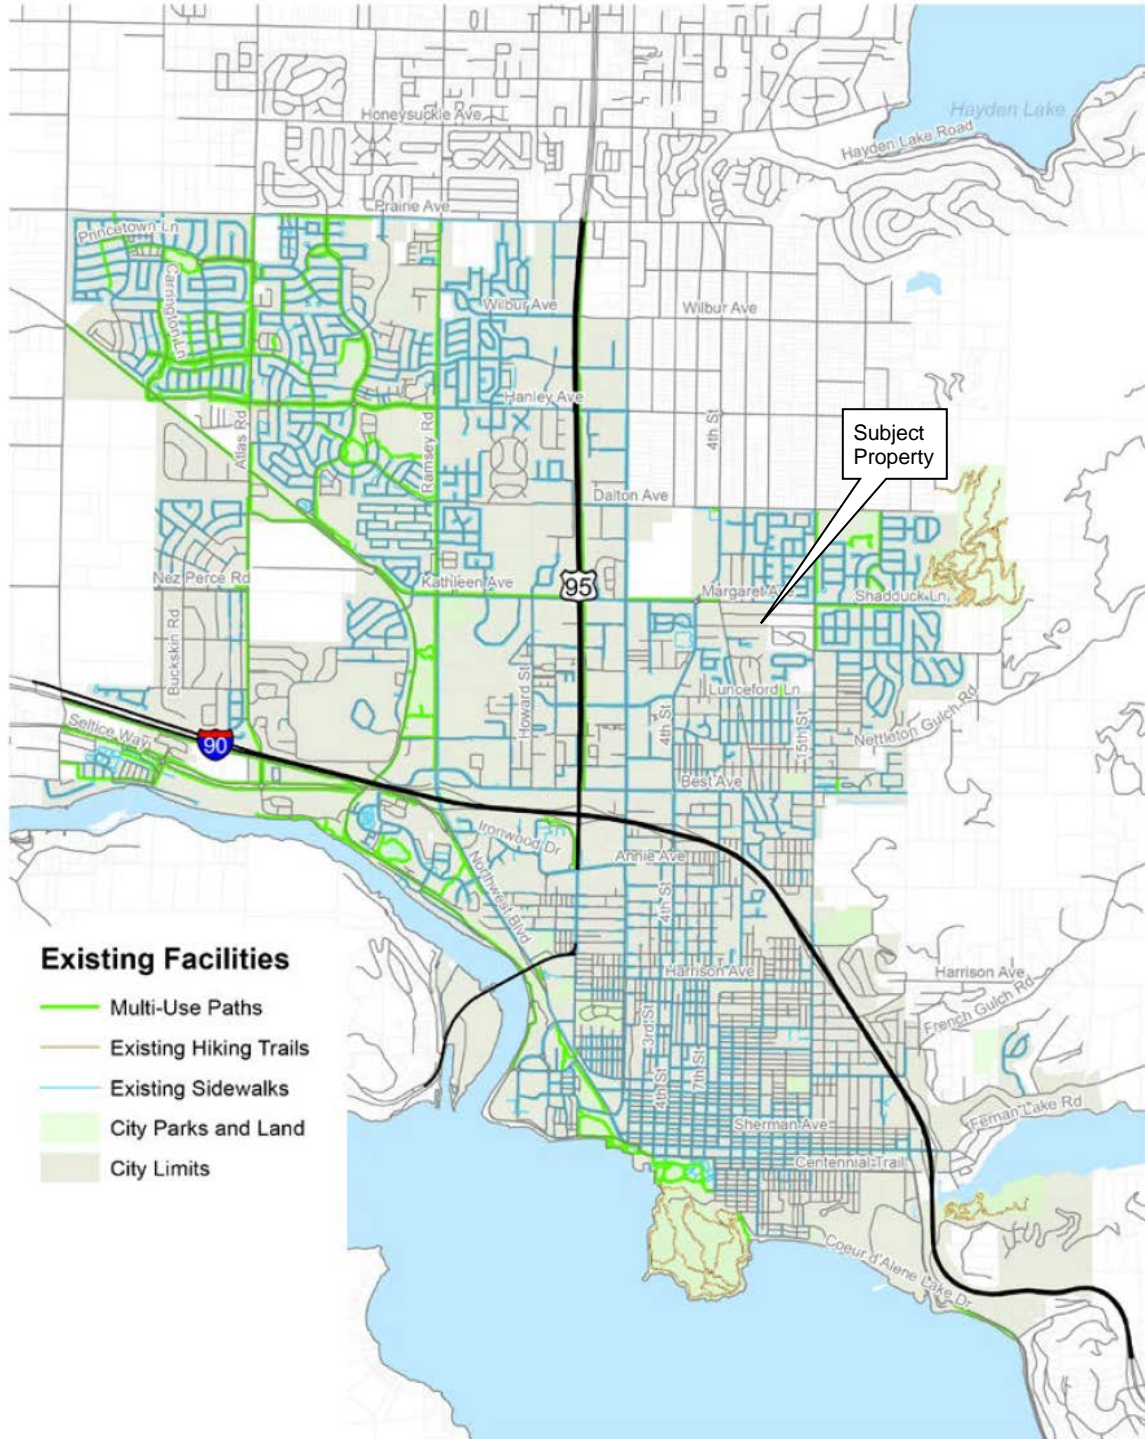 Hayden Lake
Honeysuckle Ave
Hayden Lake Road
Prairie Ave
Princetown Ln
Carrington Ln
Wilbur Ave
Wilbur Ave
Hanley Ave
Atlas Rd
Ramsey Rd
4th St
Subject
Property
Dalton Ave
Nez Perce Rd
Kathleen Ave
95
Margaret Ave
Shadduck Ln
Buckskin Rd
Howard St
Lunceford Ln
4th St
15th St
Nettleton Gulch Rd
Seltice Way
90
Best Ave
Ironwood Dr
Annie Ave
Northwest Blvd
4th St
Harrison Ave
Harrison Ave
French Gulch Rd
3rd St
7th St
4th St
Sherman Ave
Fernan Lake Rd
Centennial Trail
Coeur d'Alene Lake Dr
Existing Facilities
Multi-Use Paths
Existing Hiking Trails
Existing Sidewalks
City Parks and Land
City Limits